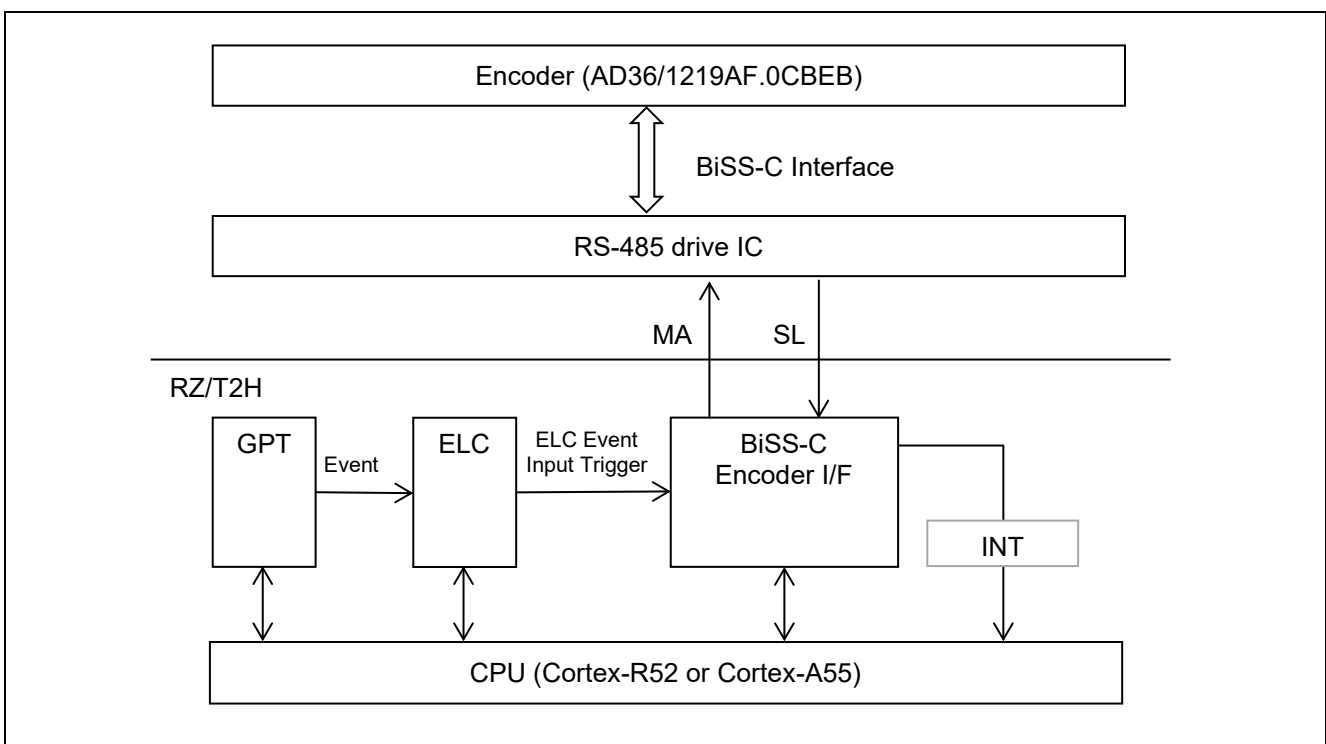 Encoder (AD36/1219AF.0CBEB)
BiSS-C Interface
RS-485 drive IC
MA
SL
RZ/T2H
GPT
Event
ELC
ELC Event
Input Trigger
BiSS-C
Encoder I/F
INT
CPU (Cortex-R52 or Cortex-A55)